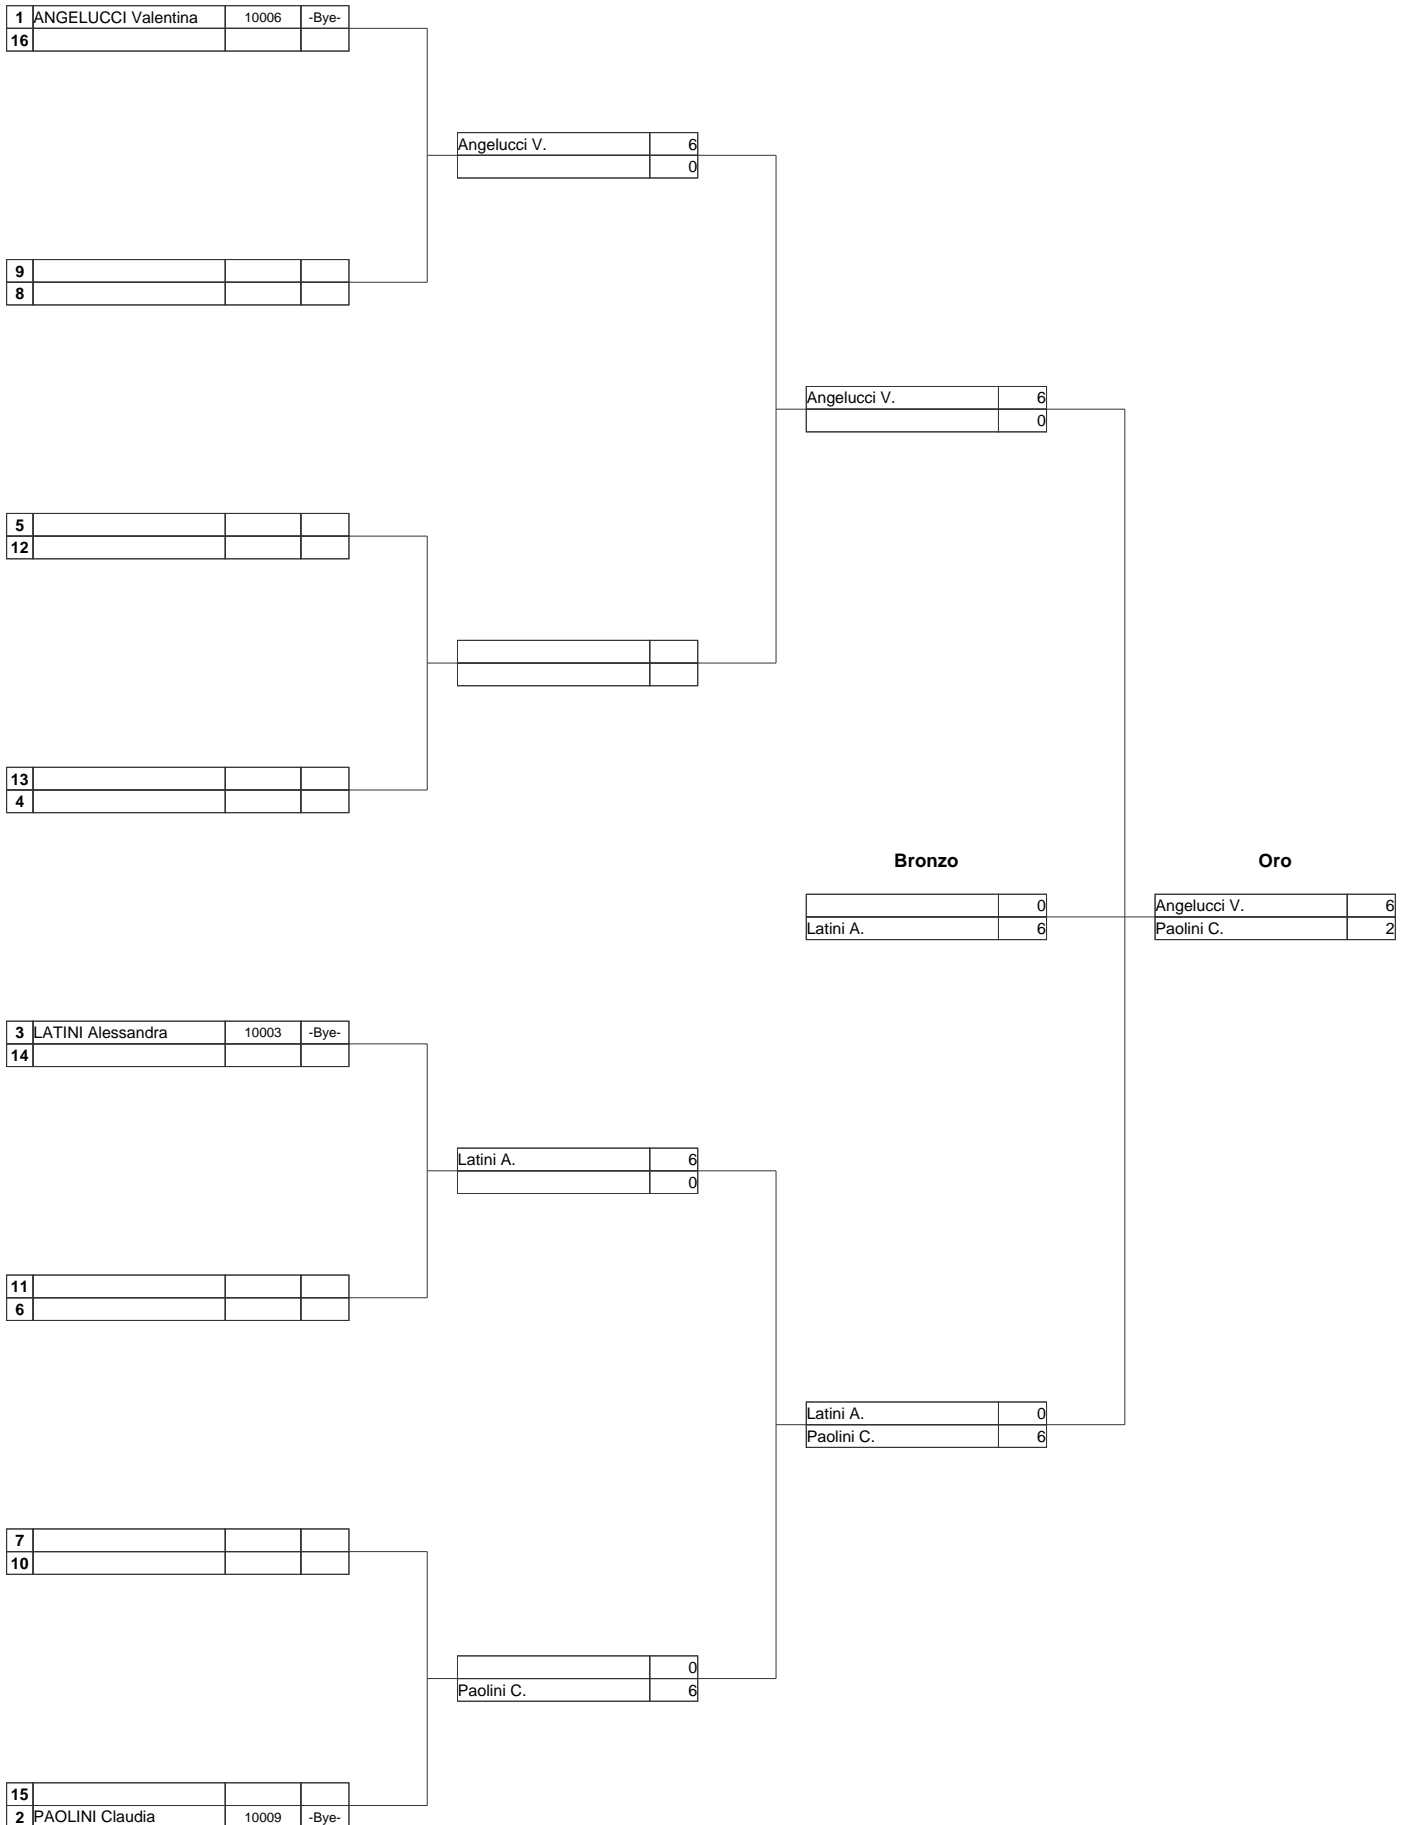 1 ANGELUCCI Valentina 10006 -Bye-
16
Angelucci V. 6
0
9
8
Angelucci V. 6
0
5
12
13
4
Bronzo Oro
0 Angelucci V. 6
Latini A. 6 Paolini C. 2
3 LATINI Alessandra 10003 -Bye-
14
Latini A. 6
0
11
6
Latini A. 0
Paolini C. 6
7
10
0
Paolini C. 6
15
2 PAOLINI Claudia 10009 -Bye-